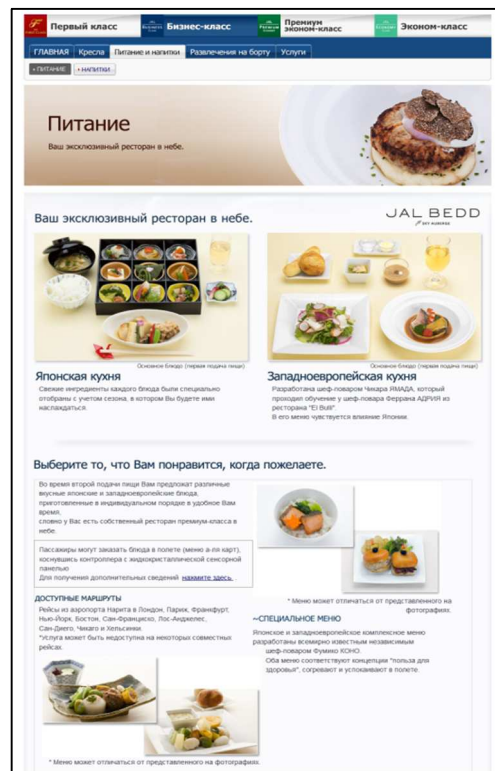 Первый класс
Бизнес-класс
Премиум
эконом-класс
Эконом-класс
ГЛАВНАЯ Кресла Питание и напитки Развлечения на борту Услуги
ПИТАНИЕ НАПИТКИ
Питание
Ваш эксклюзивный ресторан в небе.
Ваш эксклюзивный ресторан в небе.
JAL BEDD
SKY AUBERGE
Основное блюдо (первая подача пищи)
Японская кухня
Свежие ингредиенты каждого блюда были специально
отобраны с учетом сезона, в котором Вы будете ими
наслаждаться.
Основное блюдо (первая подача пищи)
Западноевропейская кухня
Разработана шеф-поваром Чикара ЯМАДА, который
проходил обучение у шеф-повара Феррана АДРИЯ из
ресторана "El Bulli".
В его меню чувствуется влияние Японии.
Выберите то, что Вам понравится, когда пожелаете.
Во время второй подачи пищи Вам предложат различные
вкусные японские и западноевропейские блюда,
приготовленные в индивидуальном порядке в удобное Вам
время.
словно у Вас есть собственный ресторан премиум-класса в
небе.
Пассажиры могут заказать блюда в полете (меню а-ля карт),
коснувшись контроллера с жидкокристаллической сенсорной
панелью
Для получения дополнительных сведений нажмите здесь.
ДОСТУПНЫЕ МАРШРУТЫ
Рейсы из аэропорта Нарита в Лондон, Париж, Франкфурт,
Нью-Йорк, Бостон, Сан-Франциско, Лос-Анджелес,
Сан-Диего, Чикаго и Хельсинки.
*Услуга может быть недоступна на некоторых совместных
рейсах.
* Меню может отличаться от представленного на
фотографиях.
~СПЕЦИАЛЬНОЕ МЕНЮ
Японское и западноевропейское комплексное меню
разработаны всемирно известным независимым
шеф-поваром Фумико КОНО.
Оба меню соответствуют концепции "польза для
здоровья", согревают и успокаивают в полете.
* Меню может отличаться от представленного на фотографиях.